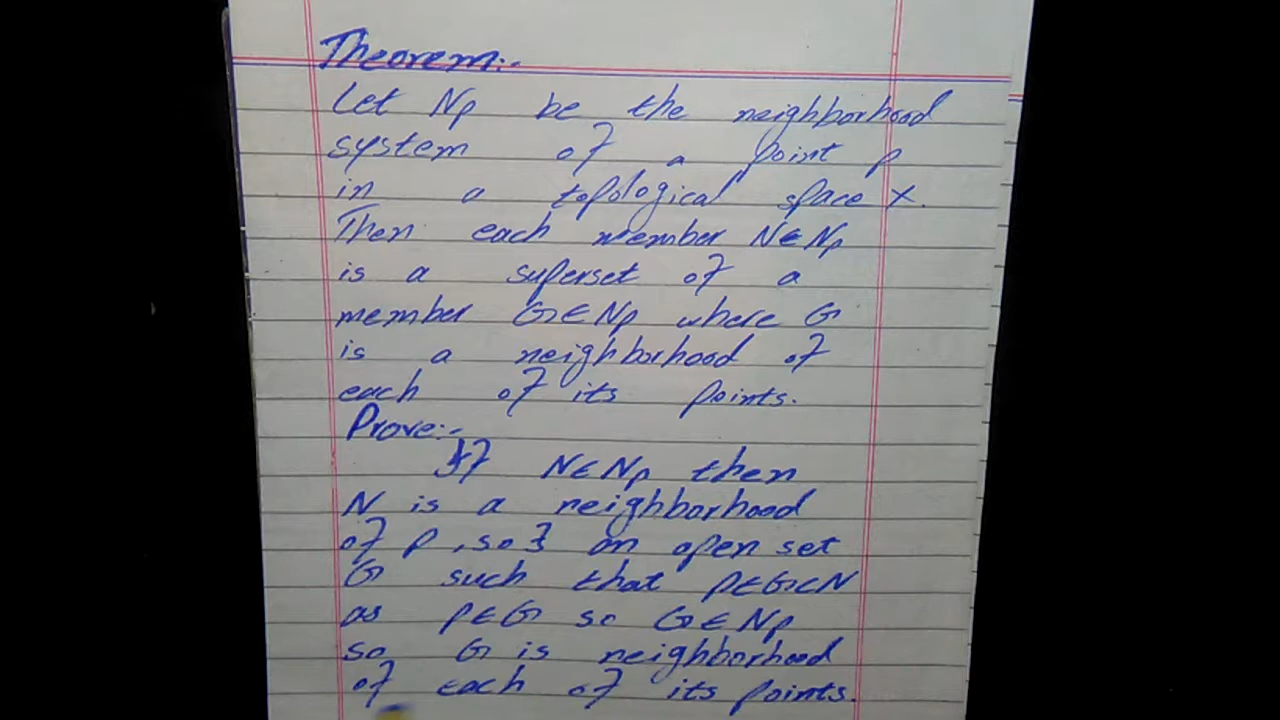 Theorem:-
Let Np be the neighborhood
system of a point p
in a topological space X.
Then each member N∈Np
is a superset of a
member G∈Np where G
is a neighborhood of
each of its points.
Prove:-
If N∈Np then
N is a neighborhood
of p, so ∃ an open set
G such that p∈G⊂N
as p∈G so G∈Np
so G is neighborhood
of each of its points.